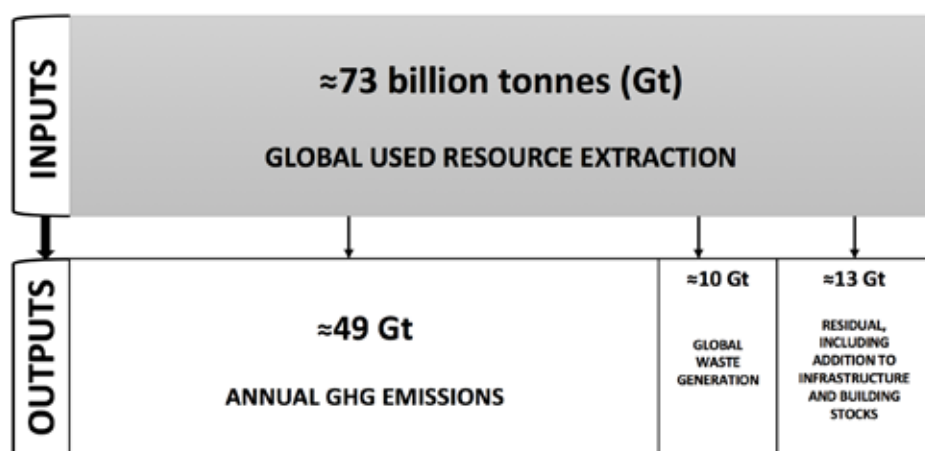 INPUTS
≈73 billion tonnes (Gt)
GLOBAL USED RESOURCE EXTRACTION
OUTPUTS
≈49 Gt
ANNUAL GHG EMISSIONS
≈10 Gt
GLOBAL
WASTE
GENERATION
≈13 Gt
RESIDUAL,
INCLUDING
ADDITION TO
INFRASTRUCTURE
AND BUILDING
STOCKS